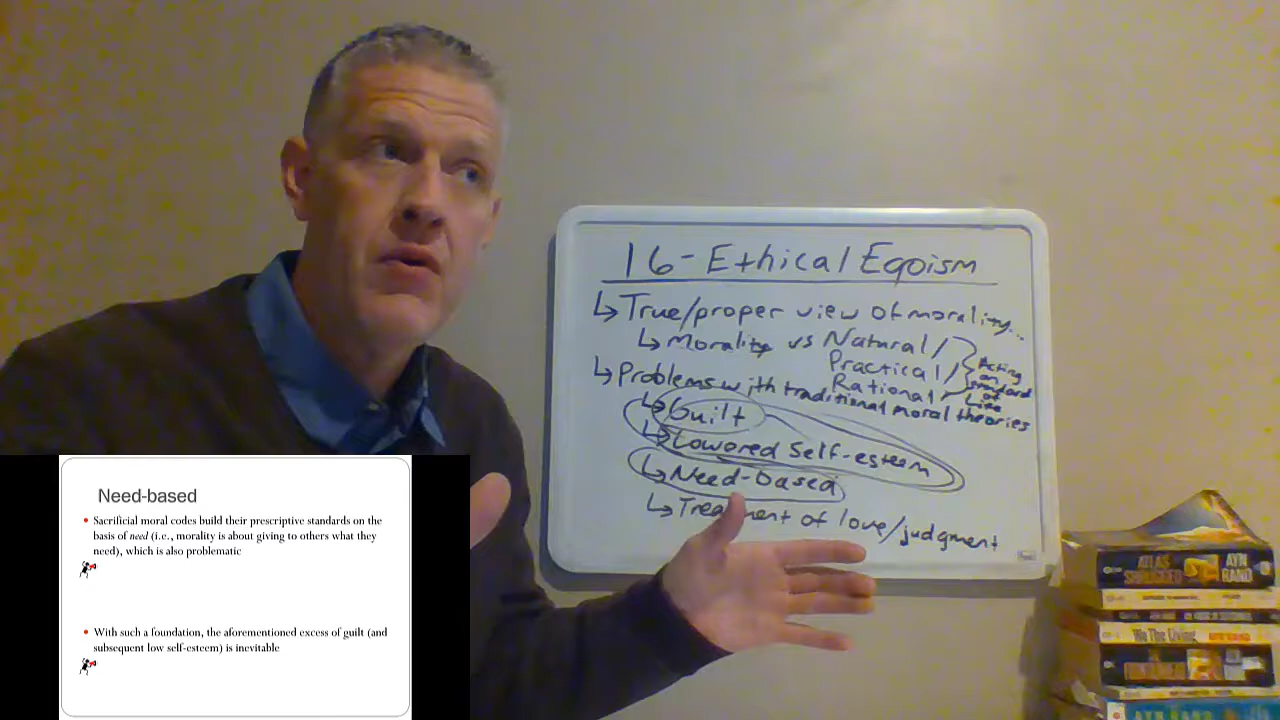 16- Ethical Egoism
↳ True/proper view of morality...
↳ Morality vs Natural/
Practical/
Rational
Acting
on
standard
of
Life
↳ Problems with traditional moral theories
↳ Guilt
↳ Lowered Self-esteem
↳ Need-based
↳ Treatment of love/judgment
Need-based
• Sacrificial moral codes build their prescriptive standards on the
basis of need (i.e., morality is about giving to others what they
need), which is also problematic
• With such a foundation, the aforementioned excess of guilt (and
subsequent low self-esteem) is inevitable
ATLAS
SHRUGGED
AYN
RAND
We The Living
AYN RAND